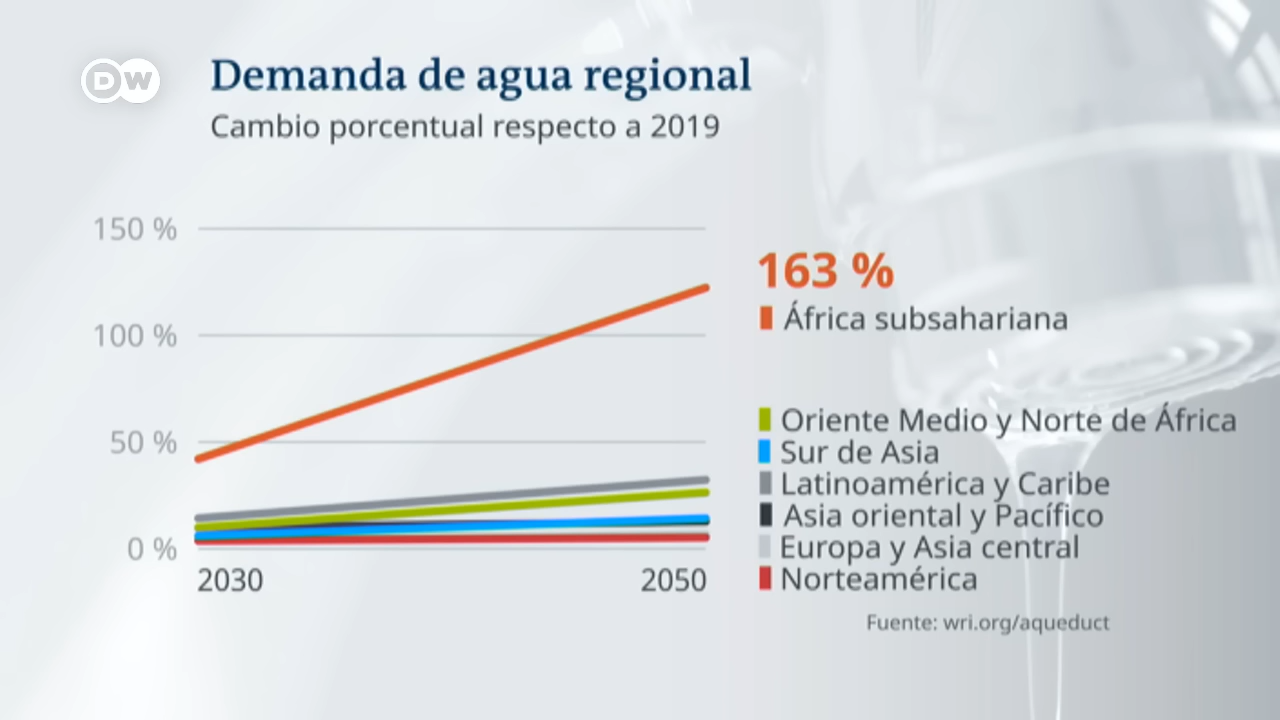 DW
Demanda de agua regional
Cambio porcentual respecto a 2019
150 %
100 %
50 %
0 %
2030
2050
163 %
África subsahariana
Oriente Medio y Norte de África
Sur de Asia
Latinoamérica y Caribe
Asia oriental y Pacífico
Europa y Asia central
Norteamérica
Fuente: wri.org/aqueduct